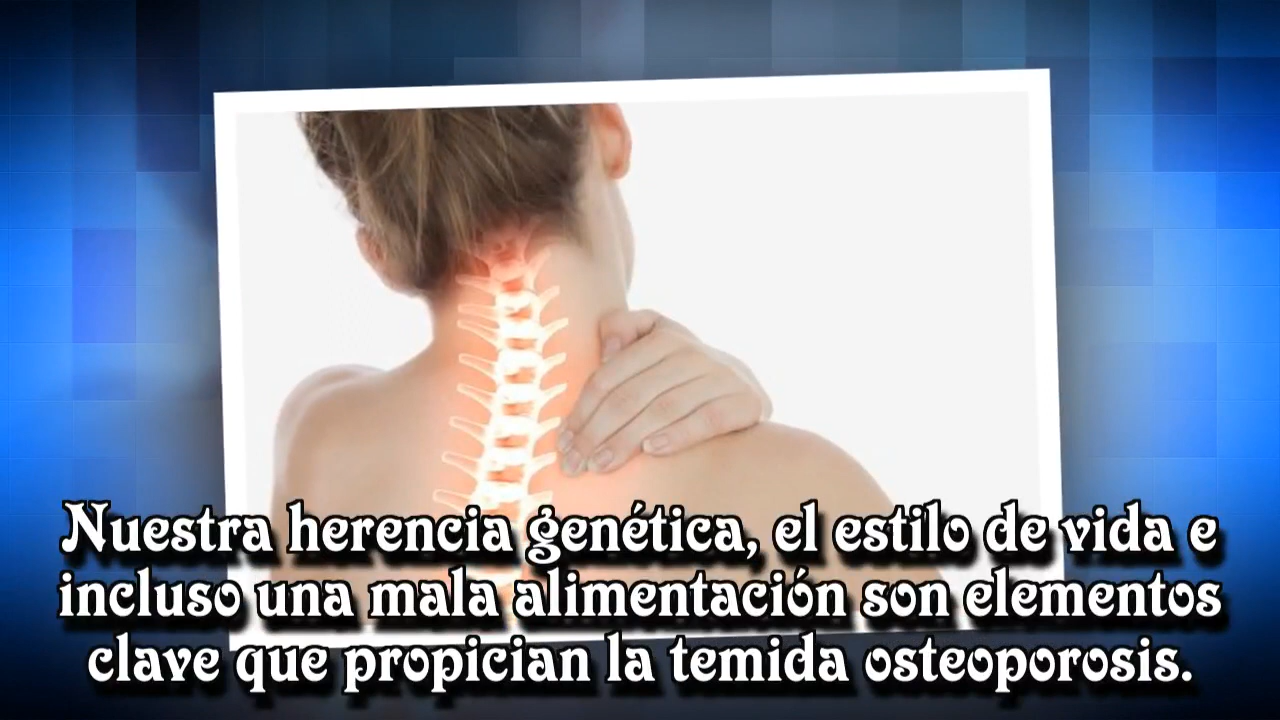 Nuestra herencia genética, el estilo de vida e
incluso una mala alimentación son elementos
clave que propician la temida osteoporosis.